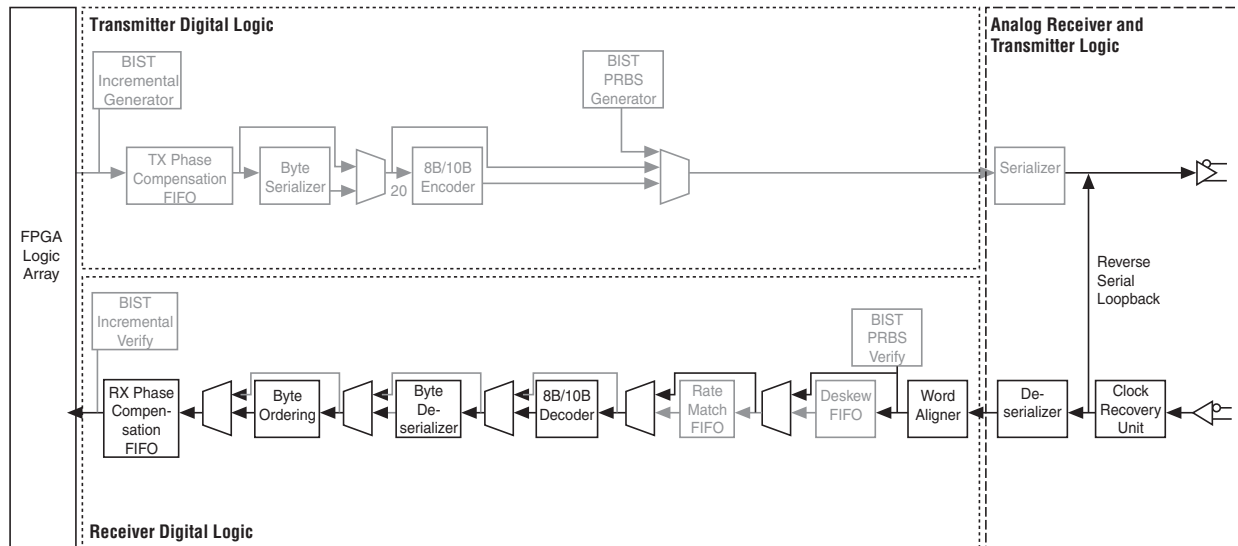 Transmitter Digital Logic
Analog Receiver and
Transmitter Logic
BIST
Incremental
Generator
BIST
PRBS
Generator
TX Phase
Compensation
FIFO
Byte
Serializer
20
8B/10B
Encoder
Serializer
FPGA
Logic
Array
Reverse
Serial
Loopback
BIST
Incremental
Verify
BIST
PRBS
Verify
RX Phase
Compen-
sation
FIFO
Byte
Ordering
Byte
De-
serializer
8B/10B
Decoder
Rate
Match
FIFO
Deskew
FIFO
Word
Aligner
De-
serializer
Clock
Recovery
Unit
Receiver Digital Logic